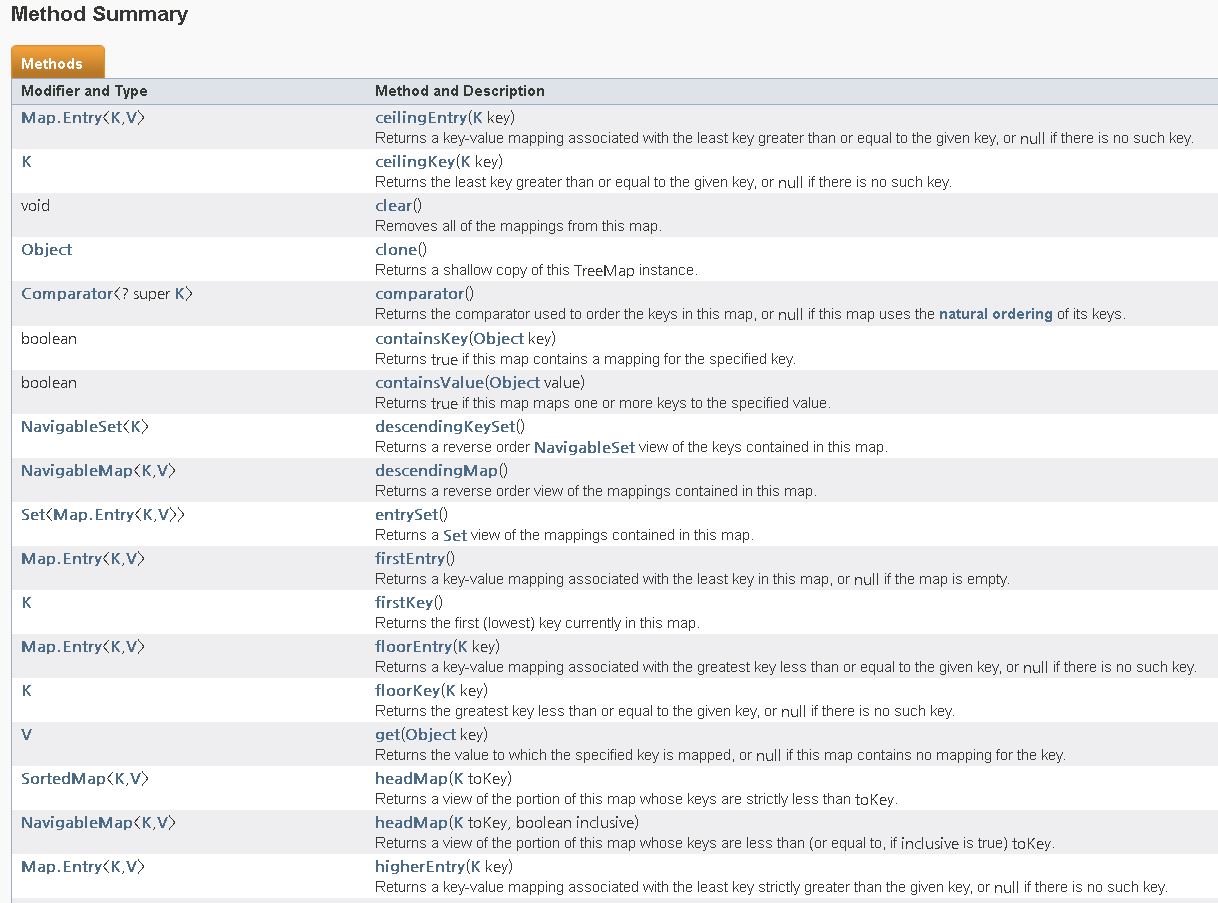 Method Summary
Methods
Modifier and Type Method and Description
Map.Entry<K,V> ceilingEntry(K key)
Returns a key-value mapping associated with the least key greater than or equal to the given key, or null if there is no such key.
K ceilingKey(K key)
Returns the least key greater than or equal to the given key, or null if there is no such key.
void clear()
Removes all of the mappings from this map.
Object clone()
Returns a shallow copy of this TreeMap instance.
Comparator<? super K> comparator()
Returns the comparator used to order the keys in this map, or null if this map uses the natural ordering of its keys.
boolean containsKey(Object key)
Returns true if this map contains a mapping for the specified key.
boolean containsValue(Object value)
Returns true if this map maps one or more keys to the specified value.
NavigableSet<K> descendingKeySet()
Returns a reverse order NavigableSet view of the keys contained in this map.
NavigableMap<K,V> descendingMap()
Returns a reverse order view of the mappings contained in this map.
Set<Map.Entry<K,V>> entrySet()
Returns a Set view of the mappings contained in this map.
Map.Entry<K,V> firstEntry()
Returns a key-value mapping associated with the least key in this map, or null if the map is empty.
K firstKey()
Returns the first (lowest) key currently in this map.
Map.Entry<K,V> floorEntry(K key)
Returns a key-value mapping associated with the greatest key less than or equal to the given key, or null if there is no such key.
K floorKey(K key)
Returns the greatest key less than or equal to the given key, or null if there is no such key.
V get(Object key)
Returns the value to which the specified key is mapped, or null if this map contains no mapping for the key.
SortedMap<K,V> headMap(K toKey)
Returns a view of the portion of this map whose keys are strictly less than toKey.
NavigableMap<K,V> headMap(K toKey, boolean inclusive)
Returns a view of the portion of this map whose keys are less than (or equal to, if inclusive is true) toKey.
Map.Entry<K,V> higherEntry(K key)
Returns a key-value mapping associated with the least key strictly greater than the given key, or null if there is no such key.